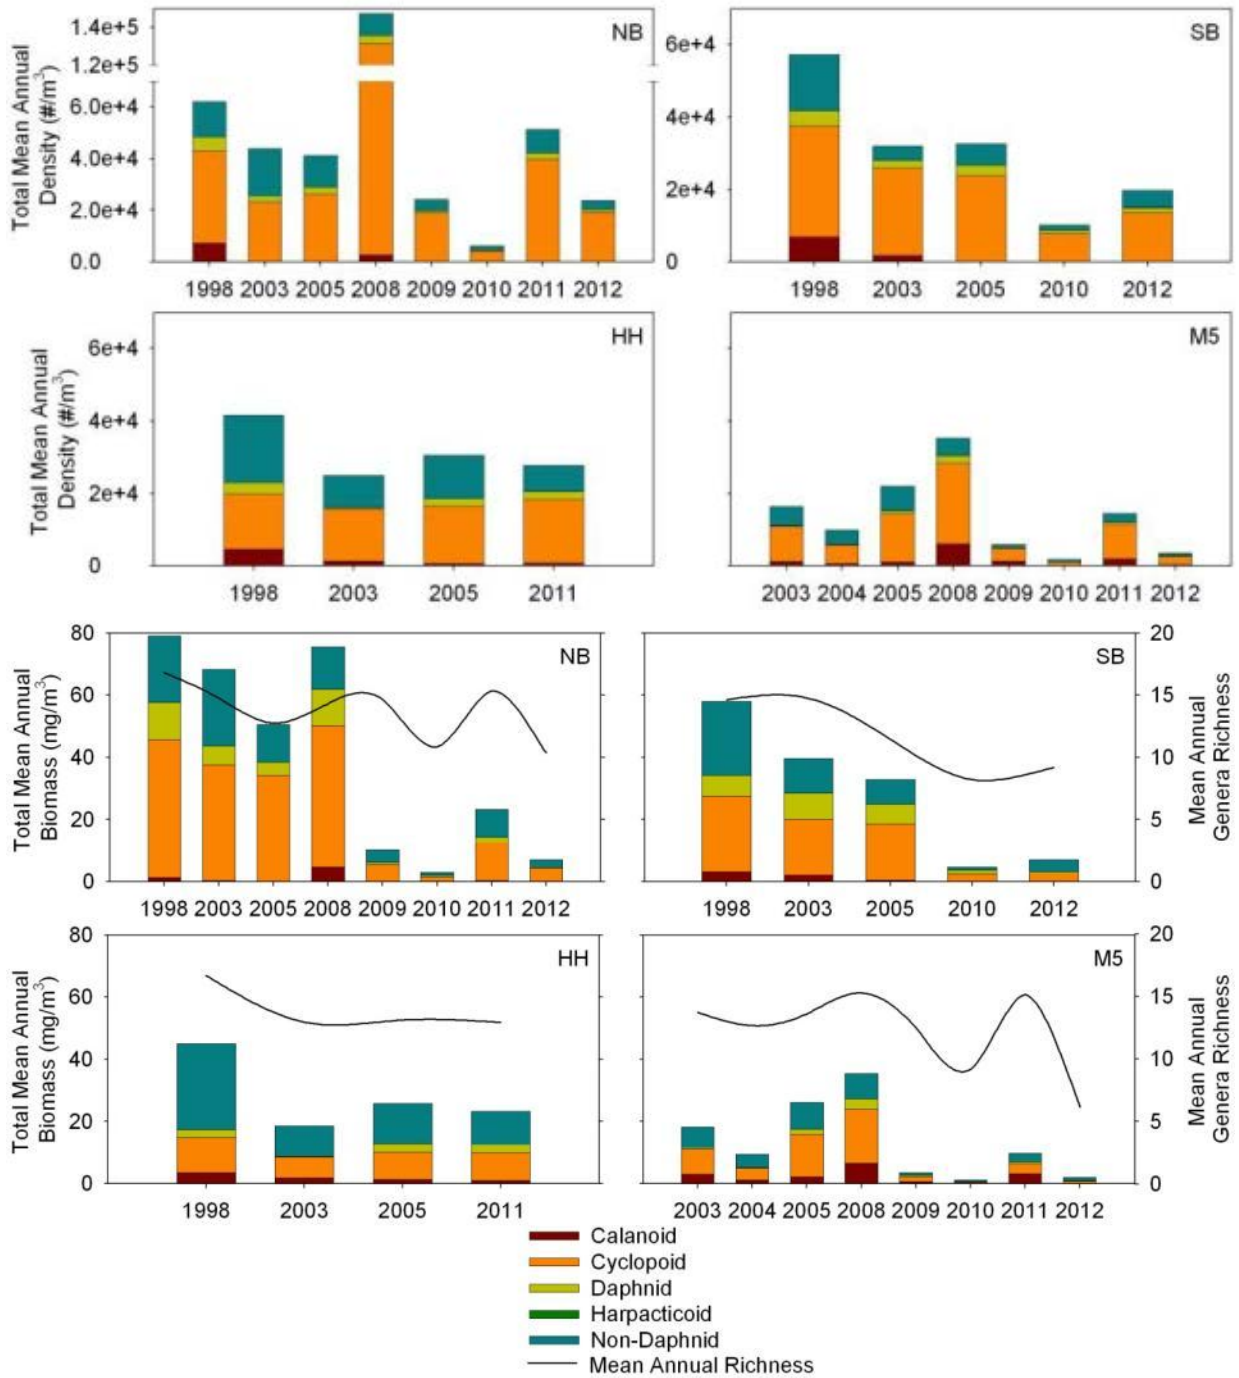 Total Mean Annual
Density (#/m³)
1.4e+5
1.2e+5
6.0e+4
4.0e+4
2.0e+4
0.0
NB
1998 2003 2005 2008 2009 2010 2011 2012
6e+4
4e+4
2e+4
0
SB
1998 2003 2005 2010 2012
Total Mean Annual
Density (#/m³)
6e+4
4e+4
2e+4
0
HH
1998 2003 2005 2011
M5
2003 2004 2005 2008 2009 2010 2011 2012
Total Mean Annual
Biomass (mg/m³)
80
60
40
20
0
NB
1998 2003 2005 2008 2009 2010 2011 2012
SB
1998 2003 2005 2010 2012
20
15
10
5
0
Mean Annual
Genera Richness
Total Mean Annual
Biomass (mg/m³)
80
60
40
20
0
HH
1998 2003 2005 2011
M5
2003 2004 2005 2008 2009 2010 2011 2012
20
15
10
5
0
Mean Annual
Genera Richness
Calanoid
Cyclopoid
Daphnid
Harpacticoid
Non-Daphnid
Mean Annual Richness